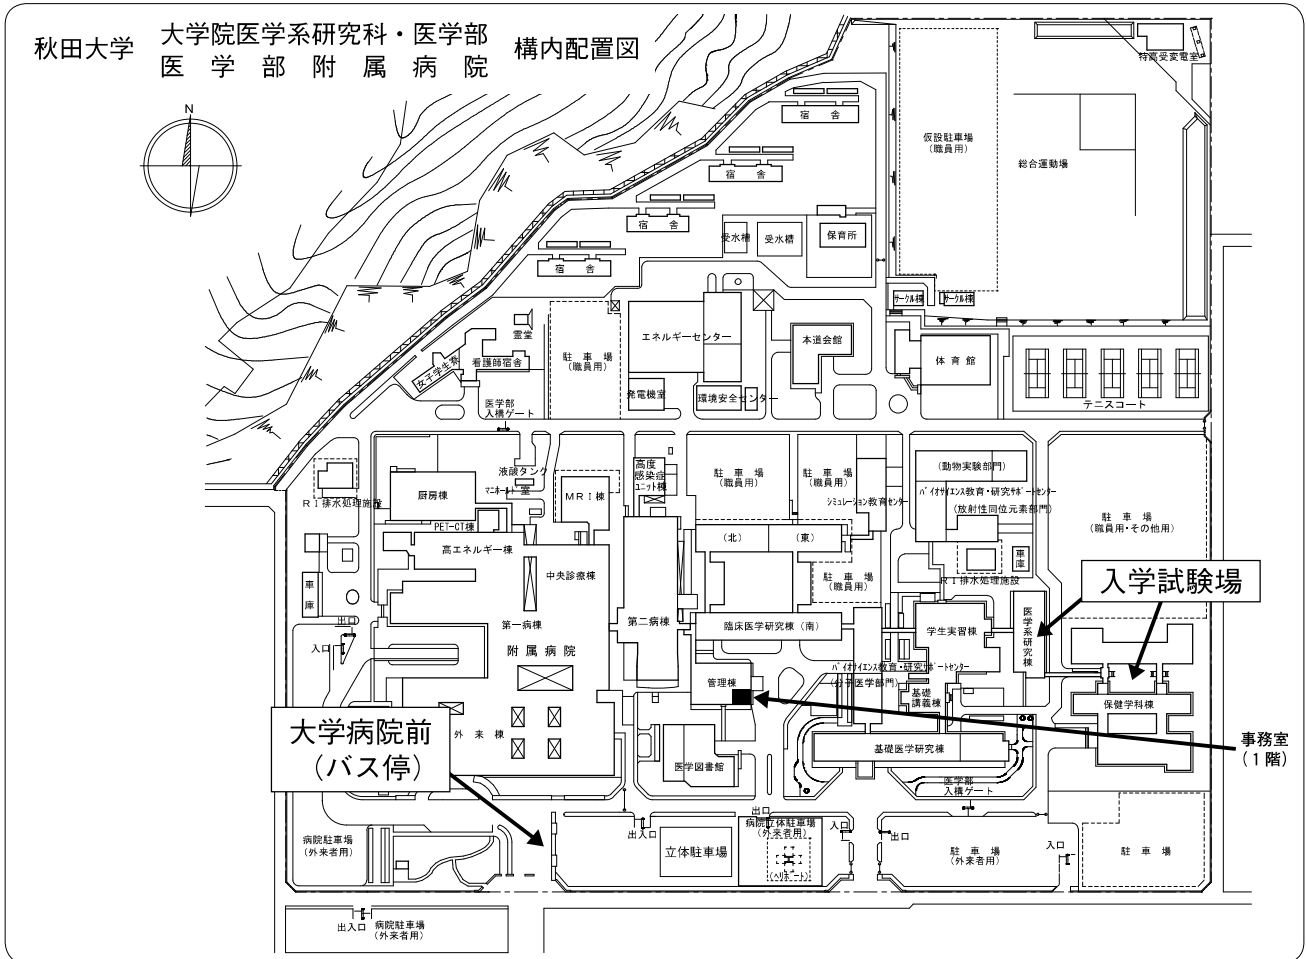 秋田大学 大学院医学系研究科・医学部 構内配置図
医学部附属病院
N
特高受変電室
宿舎
仮設駐車場
(職員用)
総合運動場
宿舎
宿舎
受水槽
受水槽
保育所
宿舎
サークル棟
サークル棟
霊堂
エネルギーセンター
本道会館
駐車場
(職員用)
体育館
看護師宿舎
女子学生寮
発電機室
環境安全センター
テニスコート
医学部
入構ゲート
液酸タンク
高度
感染症
ユニット棟
駐車場
(職員用)
駐車場
(職員用)
(動物実験部門)
RI排水処理施設
厨房棟
マニホールド室
MRI棟
シミュレーション教育センター
バイオサイエンス教育・研究サポートセンター
(放射性同位元素部門)
駐車場
(職員用・その他用)
PET-CT棟
高エネルギー棟
(北)
(東)
中央診療棟
車庫
RI排水処理施設
駐車場
(職員用)
車庫
入学試験場
出口
入口
第一病棟
第二病棟
臨床医学研究棟(南)
学生実習棟
医学系研究棟
附属病院
バイオサイエンス教育・研究サポートセンター
(分子医学部門)
管理棟
基礎
講義棟
保健学科棟
大学病院前
(バス停)
外来棟
事務室
(1階)
基礎医学研究棟
医学図書館
医学部
入構ゲート
出口
病院駐車場
(外来者用)
出入口
立体駐車場
病院立体駐車場
(外来者用)
(ヘリポート)
入口
出口
駐車場
(外来者用)
入口
駐車場
出入口
病院駐車場
(外来者用)